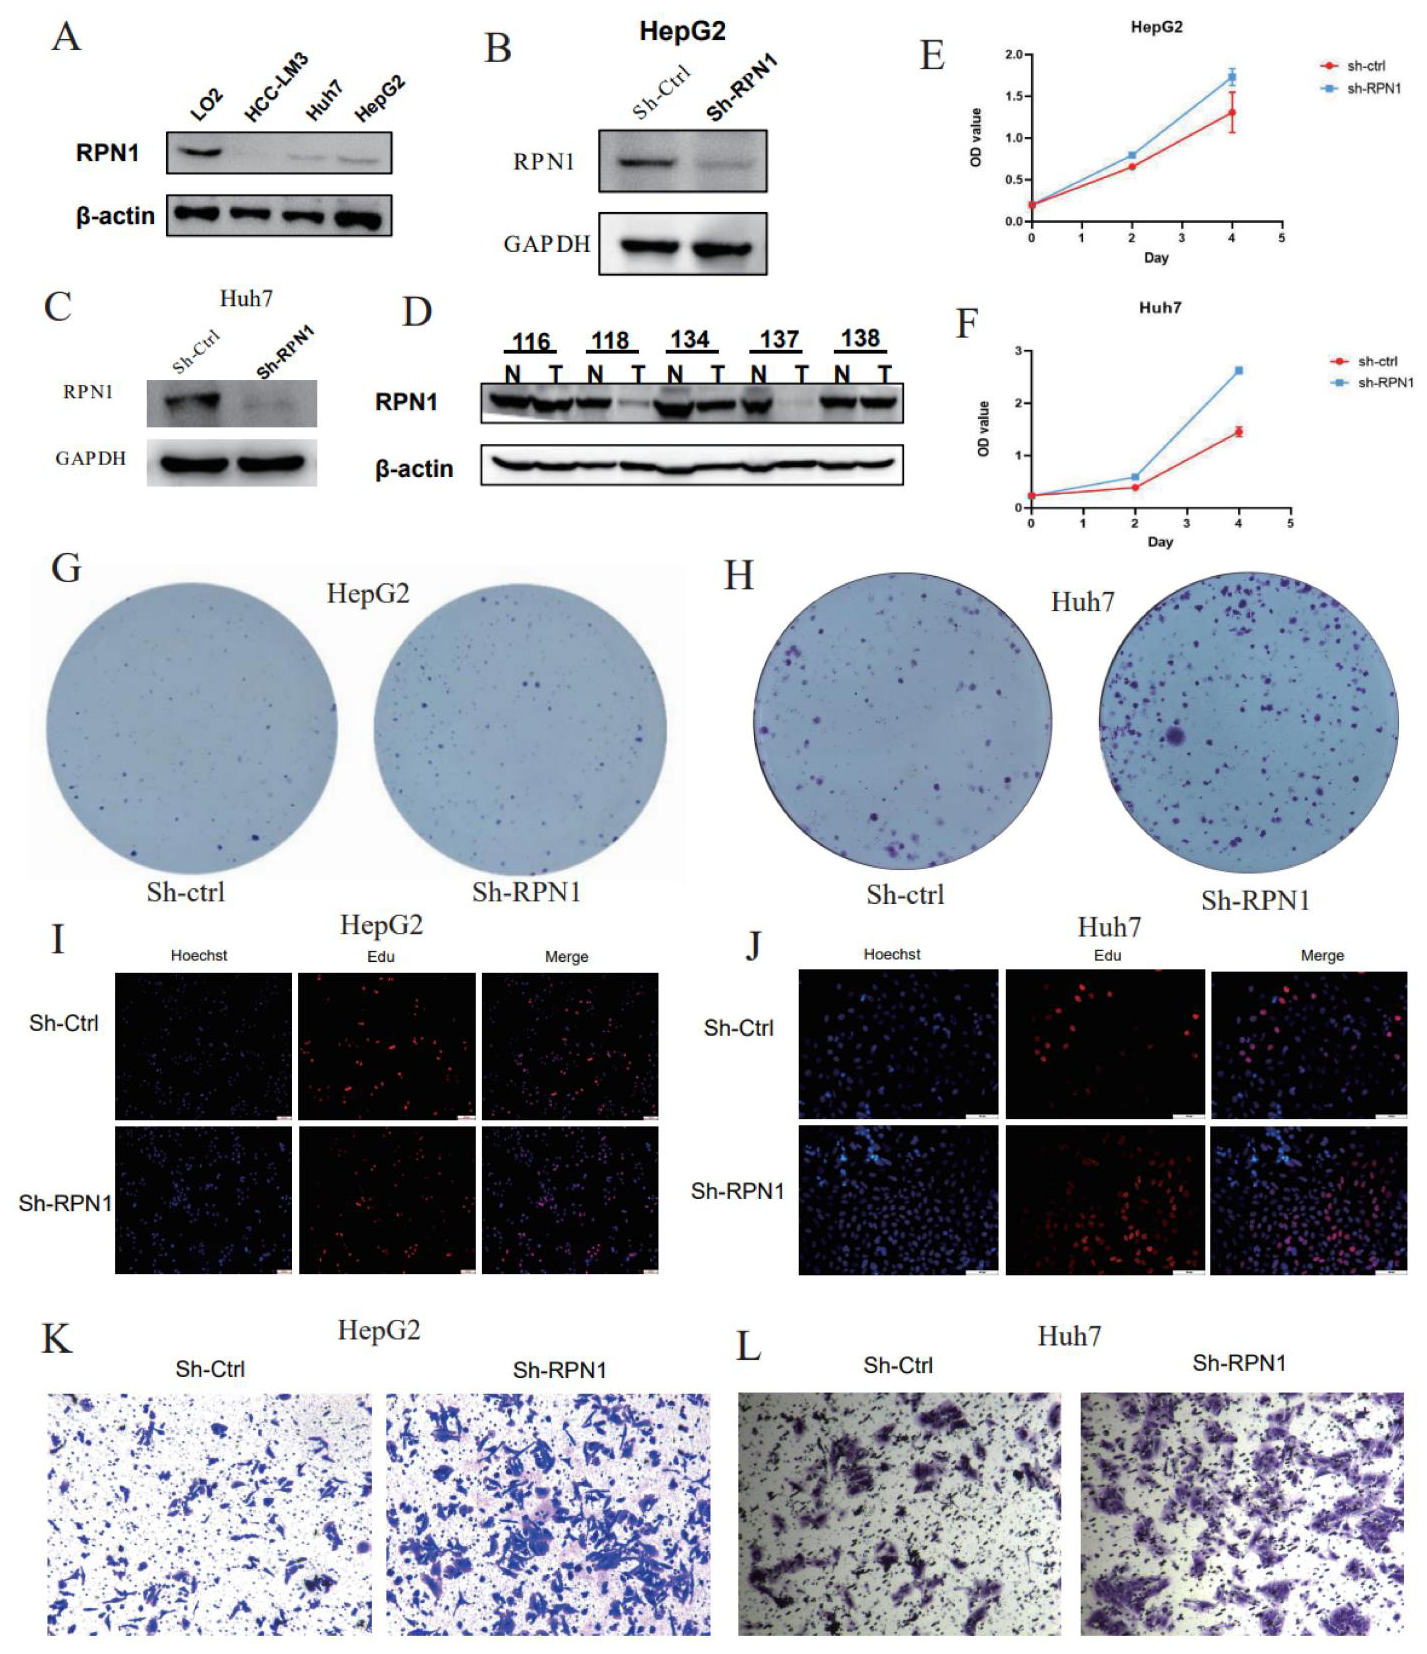 A
LO2 HCC-LM3 Huh7 HepG2
RPN1
β-actin
B
HepG2
Sh-Ctrl Sh-RPN1
RPN1
GAPDH
E
HepG2
OD value
2.0
1.5
1.0
0.5
0.0
0 1 2 3 4 5
Day
sh-ctrl
sh-RPN1
C
Huh7
Sh-Ctrl Sh-RPN1
RPN1
GAPDH
D
116 118 134 137 138
N T N T N T N T N T
RPN1
β-actin
F
Huh7
OD value
3
2
1
0
0 1 2 3 4 5
Day
sh-ctrl
sh-RPN1
G
HepG2
Sh-ctrl Sh-RPN1
H
Huh7
Sh-ctrl Sh-RPN1
I
HepG2
Hoechst Edu Merge
Sh-Ctrl
Sh-RPN1
J
Huh7
Hoechst Edu Merge
Sh-Ctrl
Sh-RPN1
K
HepG2
Sh-Ctrl Sh-RPN1
L
Huh7
Sh-Ctrl Sh-RPN1